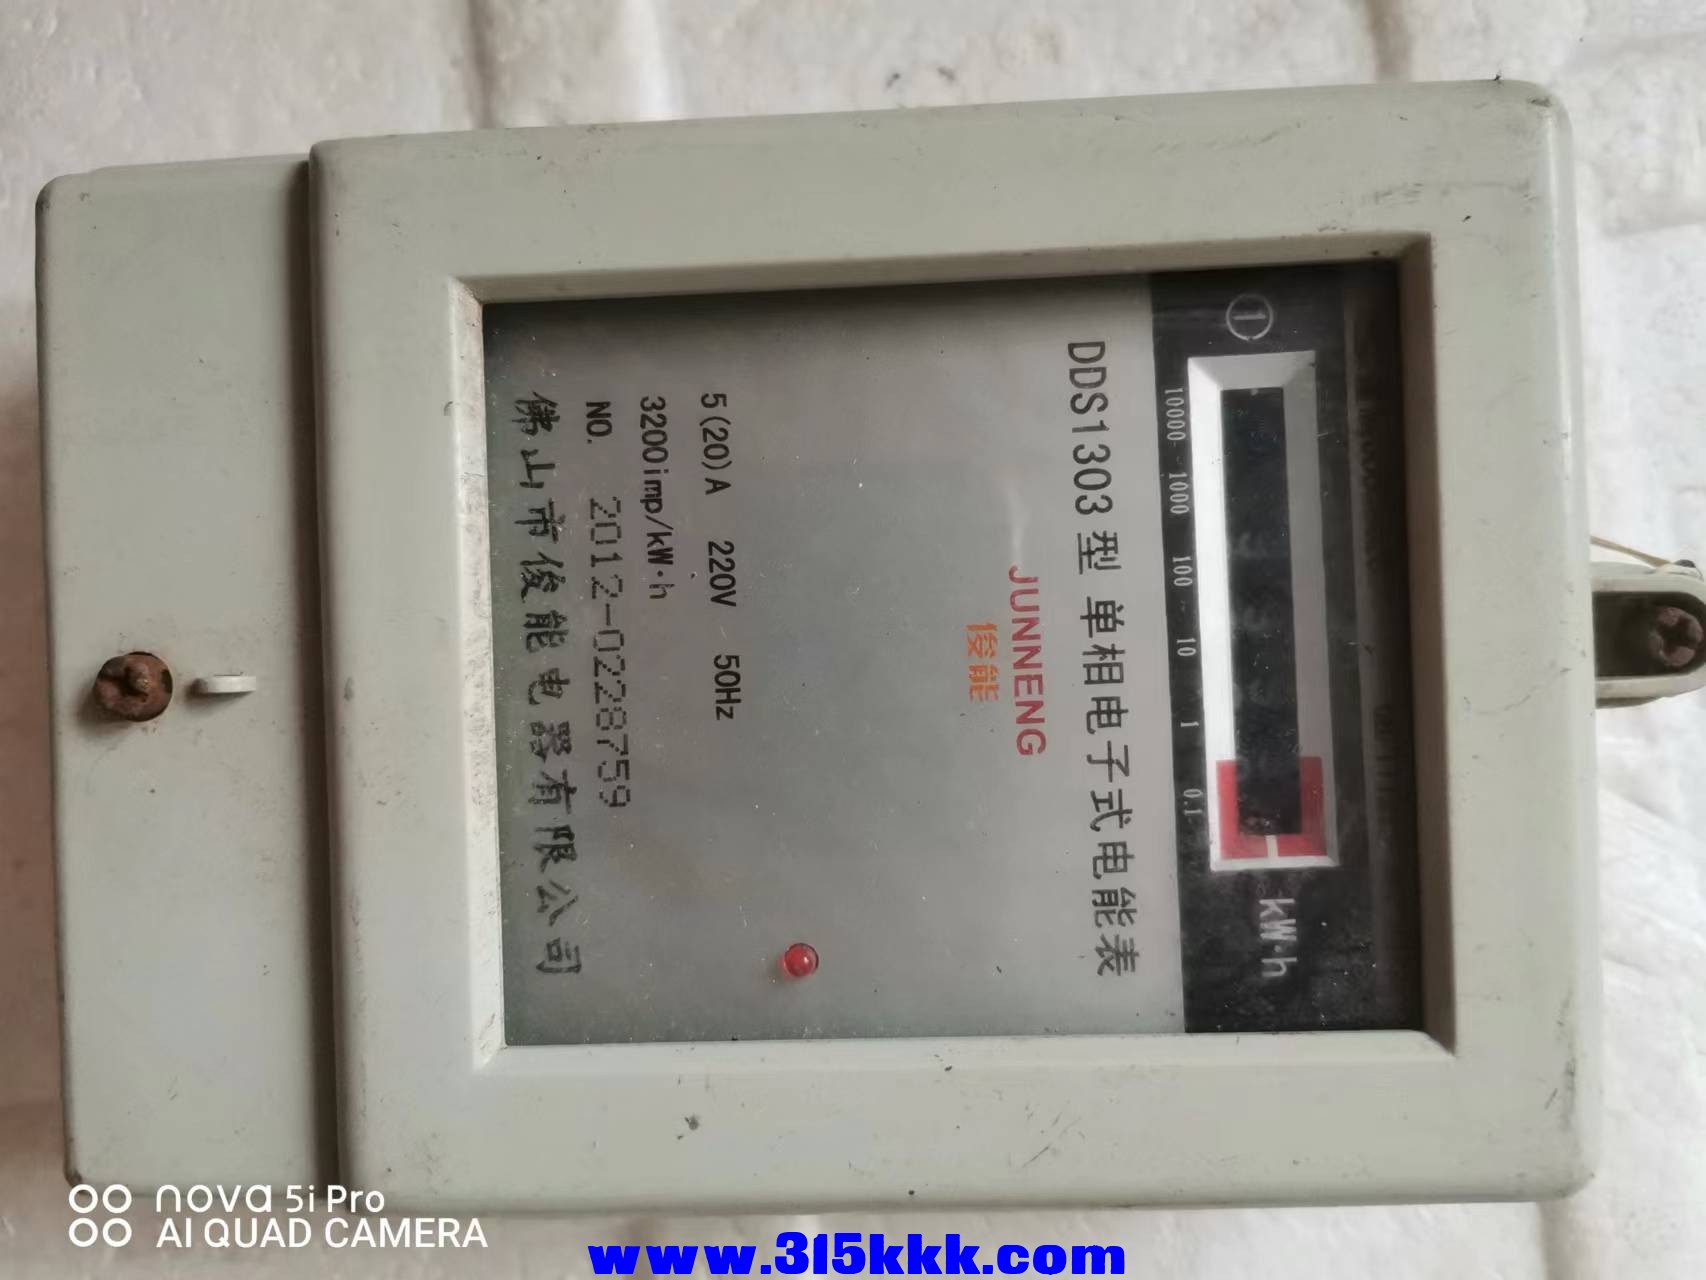 ①
kW·h
10000 1000 100 10 1 0.1
DDS1303型 单相电子式电能表
JUNNENG
俊能
5(20)A 220V 50Hz
3200imp/kW·h
NO. 2012-0228759
佛山市俊能电器有限公司
nova 5i Pro
AI QUAD CAMERA
www.315kkk.com